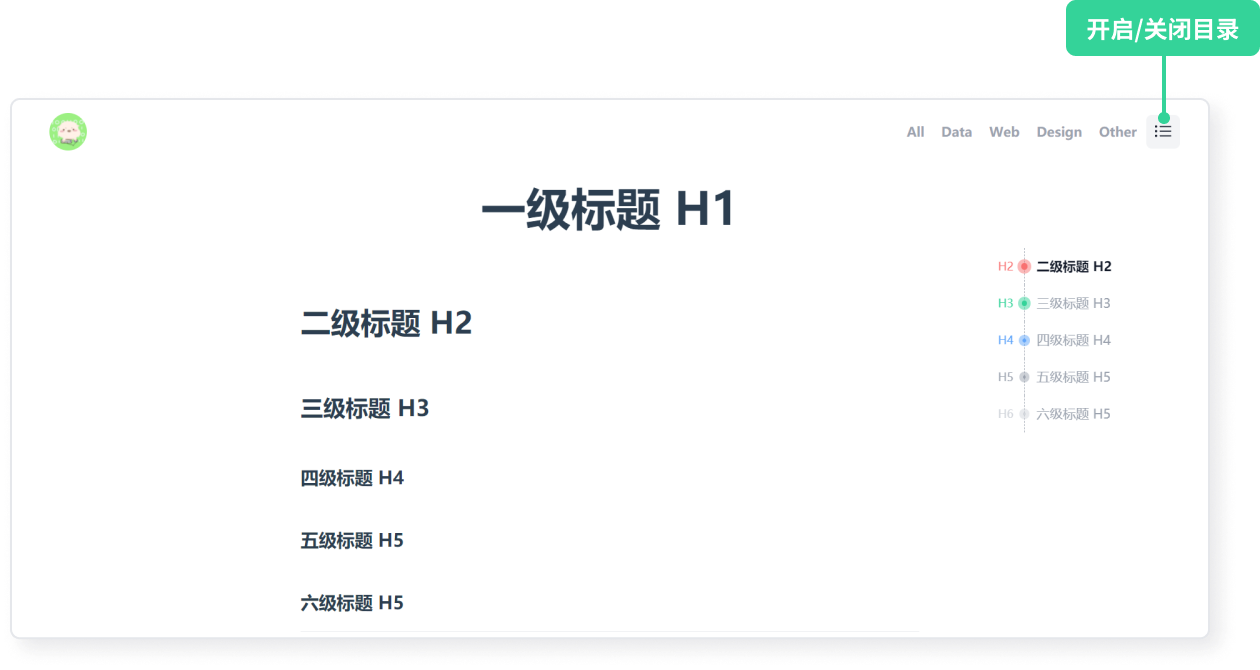 开启/关闭目录
All Data Web Design Other
一级标题 H1
H2 二级标题 H2
H3 三级标题 H3
H4 四级标题 H4
H5 五级标题 H5
H6 六级标题 H5
二级标题 H2
三级标题 H3
四级标题 H4
五级标题 H5
六级标题 H5